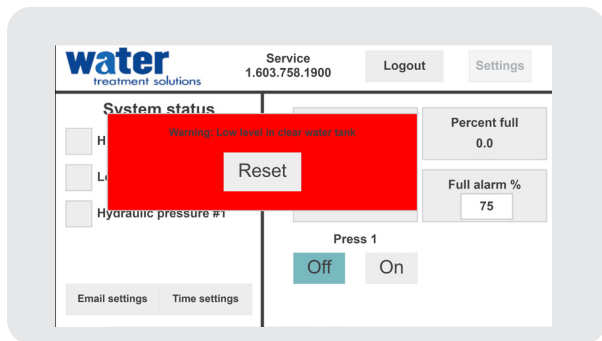 water
treatment solutions
Service
1.603.758.1900
Logout
Settings
System status
Warning: Low level in clear water tank
Reset
Hydraulic pressure #1
Percent full
0.0
Full alarm %
75
Press 1
Off
On
Email settings
Time settings